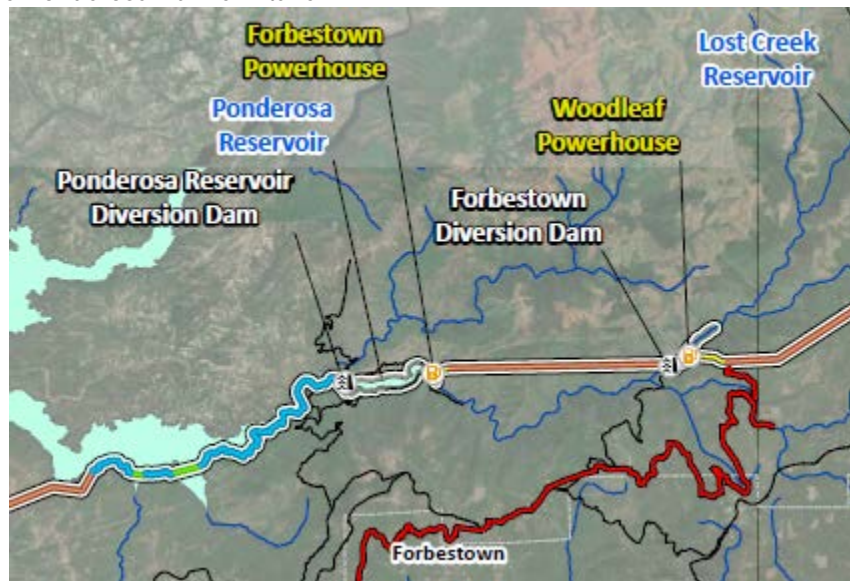 Forbestown
Powerhouse
Lost Creek
Reservoir
Ponderosa
Reservoir
Woodleaf
Powerhouse
Ponderosa Reservoir
Diversion Dam
Forbestown
Diversion Dam
Forbestown